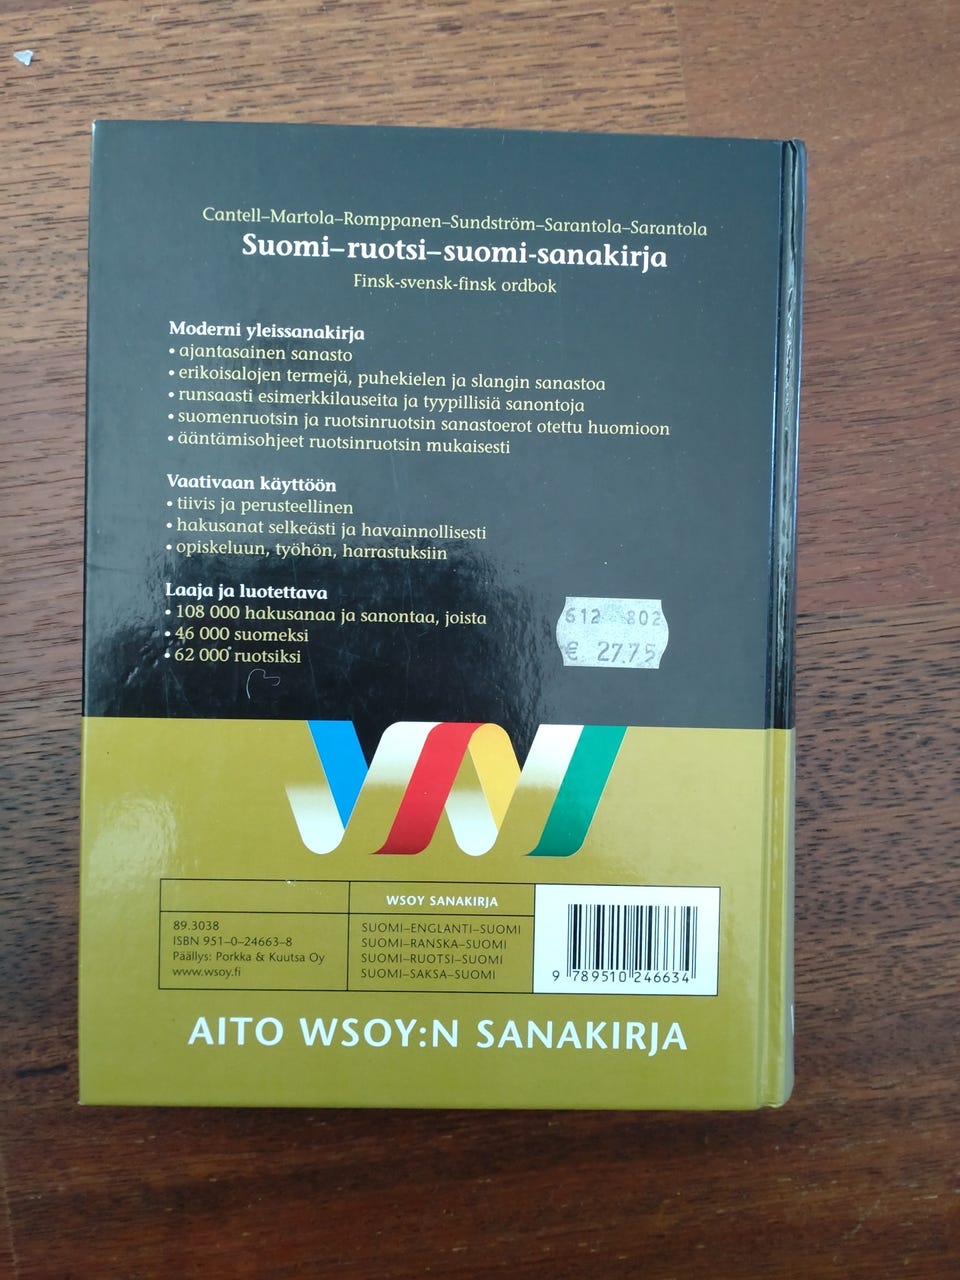 Cantell–Martola–Romppanen–Sundström–Sarantola–Sarantola
Suomi–ruotsi–suomi-sanakirja
Finsk-svensk-finsk ordbok
Moderni yleissanakirja
• ajantasainen sanasto
• erikoisalojen termejä, puhekielen ja slangin sanastoa
• runsaasti esimerkkilauseita ja tyypillisiä sanontoja
• suomenruotsin ja ruotsinruotsin sanastoerot otettu huomioon
• ääntämisohjeet ruotsinruotsin mukaisesti
Vaativaan käyttöön
• tiivis ja perusteellinen
• hakusanat selkeästi ja havainnollisesti
• opiskeluun, työhön, harrastuksiin
Laaja ja luotettava
• 108 000 hakusanaa ja sanontaa, joista
• 46 000 suomeksi
• 62 000 ruotsiksi
612 802
€ 27.75
89.3038
ISBN 951–0–24663–8
Päällys: Porkka & Kuutsa Oy
www.wsoy.fi
WSOY SANAKIRJA
SUOMI–ENGLANTI–SUOMI
SUOMI–RANSKA–SUOMI
SUOMI–RUOTSI–SUOMI
SUOMI–SAKSA–SUOMI
9 789510 246634
AITO WSOY:N SANAKIRJA